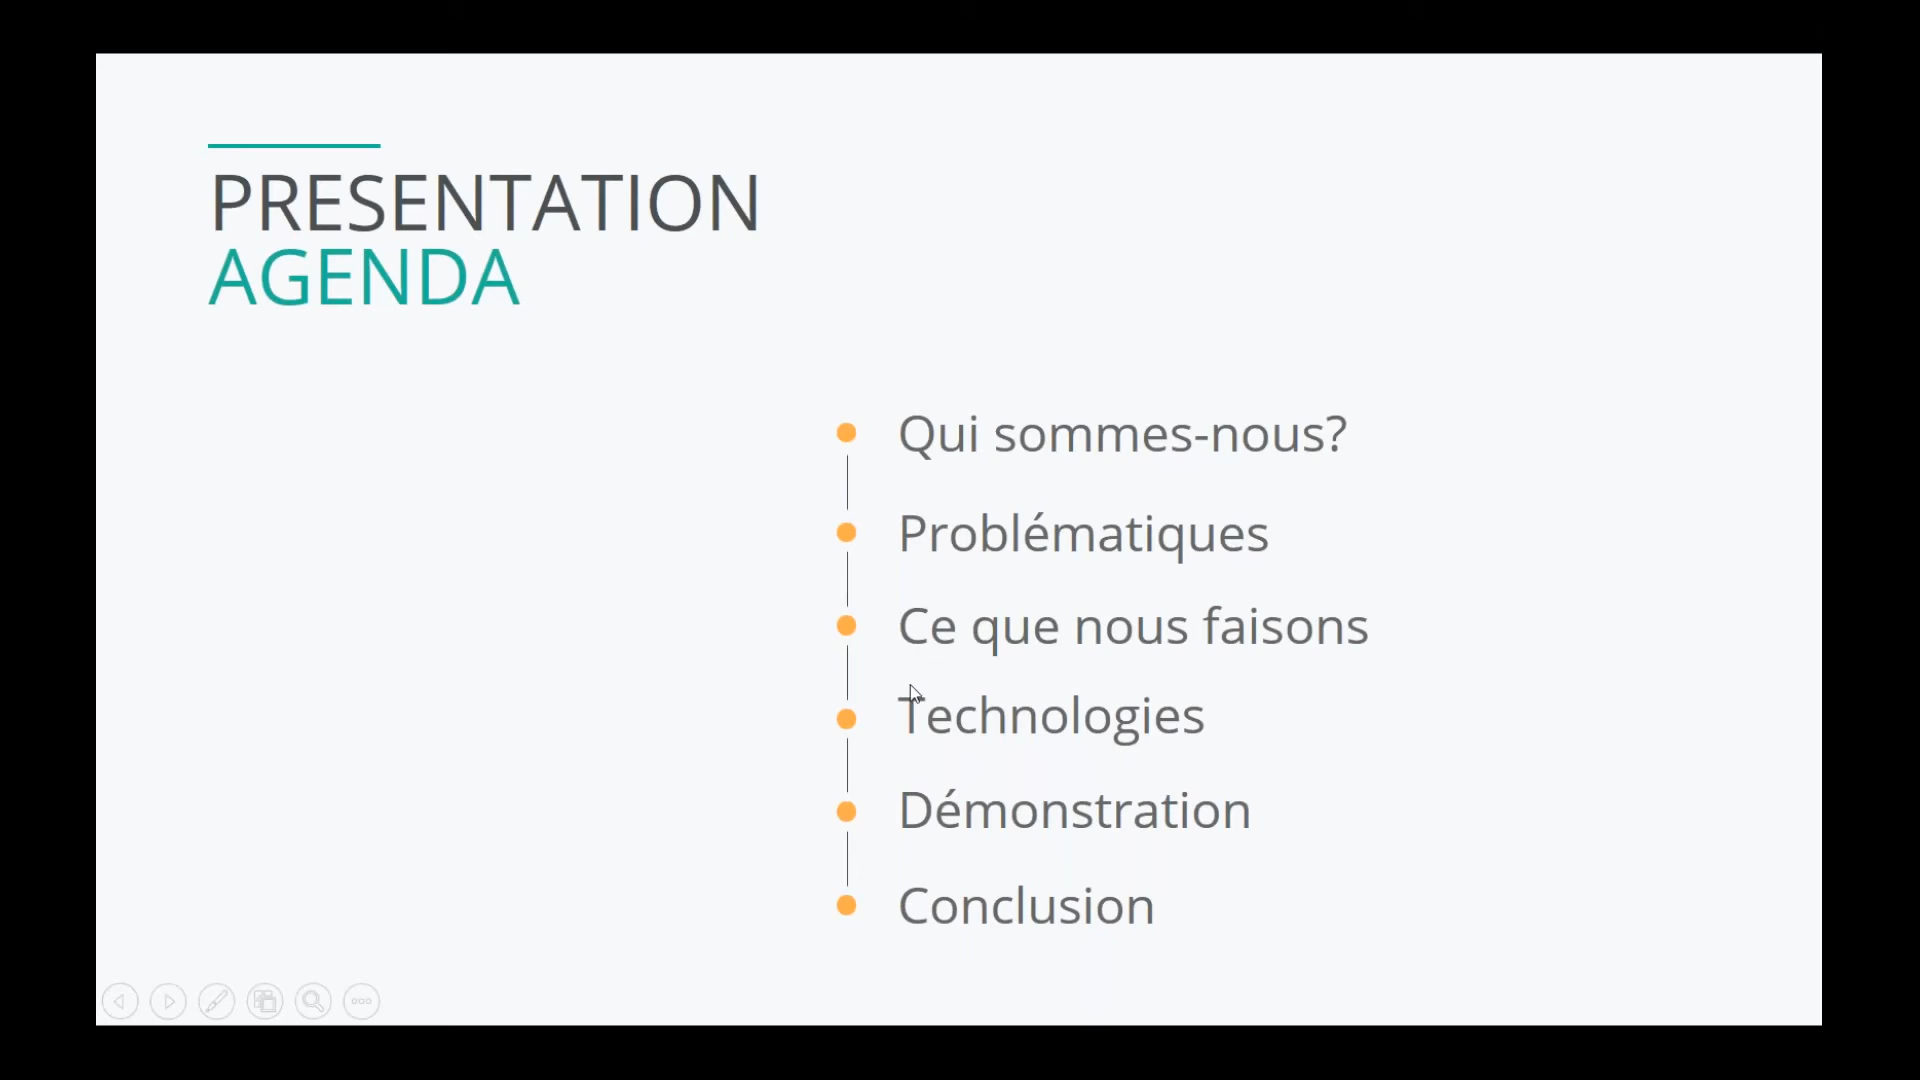 PRESENTATION
AGENDA
Qui sommes-nous?
Problématiques
Ce que nous faisons
Technologies
Démonstration
Conclusion